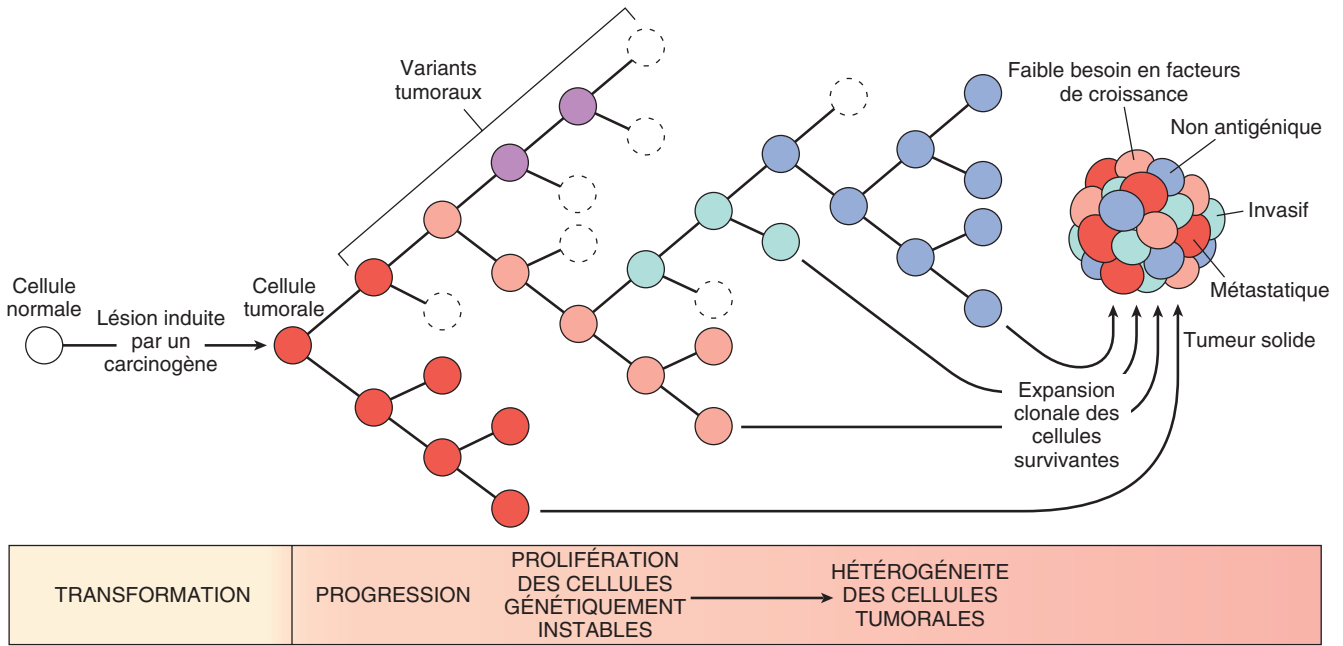 Variants
tumoraux
Faible besoin en facteurs
de croissance
Non antigénique
Invasif
Métastatique
Tumeur solide
Cellule
normale
Lésion induite
par un
carcinogène
Cellule
tumorale
Expansion
clonale des
cellules
survivantes
TRANSFORMATION
PROGRESSION
PROLIFÉRATION
DES CELLULES
GÉNÉTIQUEMENT
INSTABLES
HÉTÉROGÉNEITE
DES CELLULES
TUMORALES